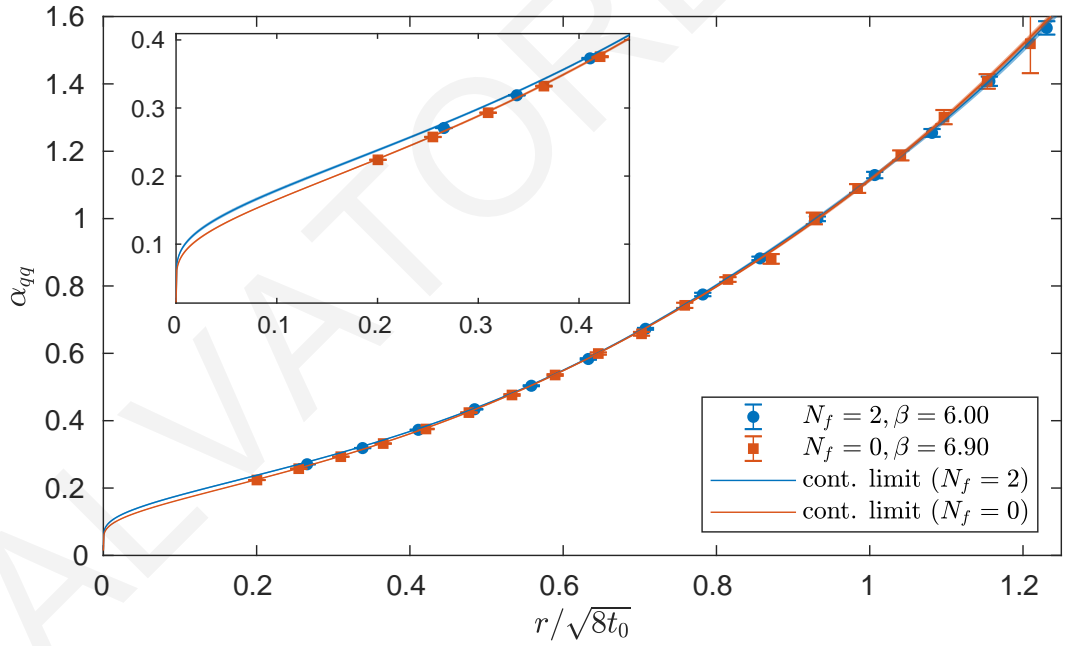 1.6
1.4
1.2
1
0.8
0.6
0.4
0.2
0
α_qq
0.4
0.3
0.2
0.1
0 0.1 0.2 0.3 0.4
N_f = 2, β = 6.00
N_f = 0, β = 6.90
cont. limit (N_f = 2)
cont. limit (N_f = 0)
0 0.2 0.4 0.6 0.8 1 1.2
r/√8t_0
ALVATORE